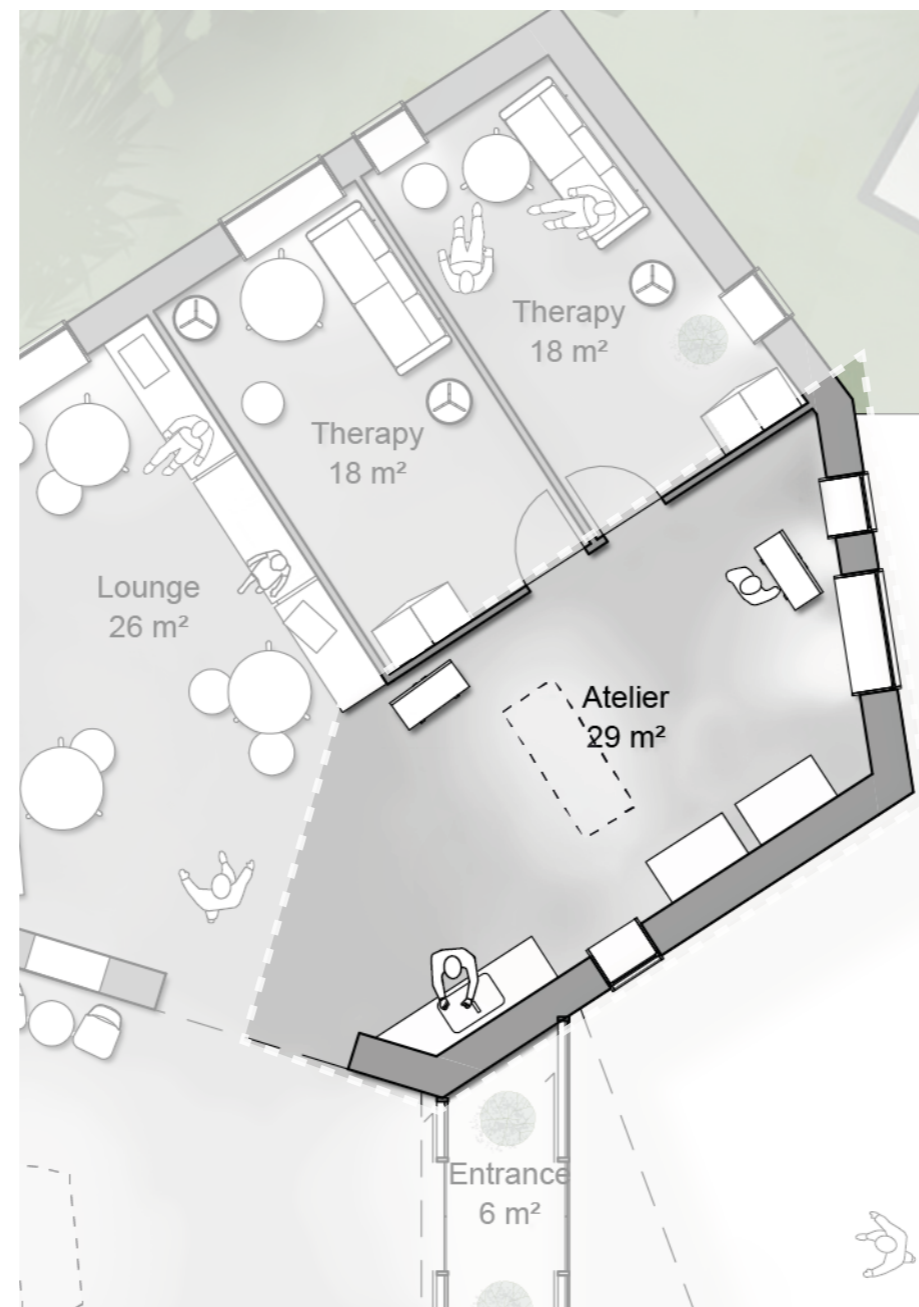 Therapy
18 m²
Therapy
18 m²
Lounge
26 m²
Atelier
29 m²
Entrance
6 m²